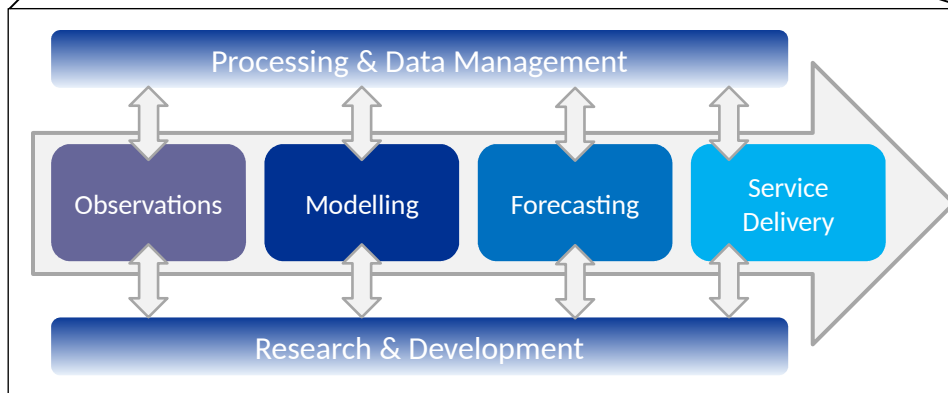 Processing & Data Management
Observations
Modelling
Forecasting
Service
Delivery
Research & Development